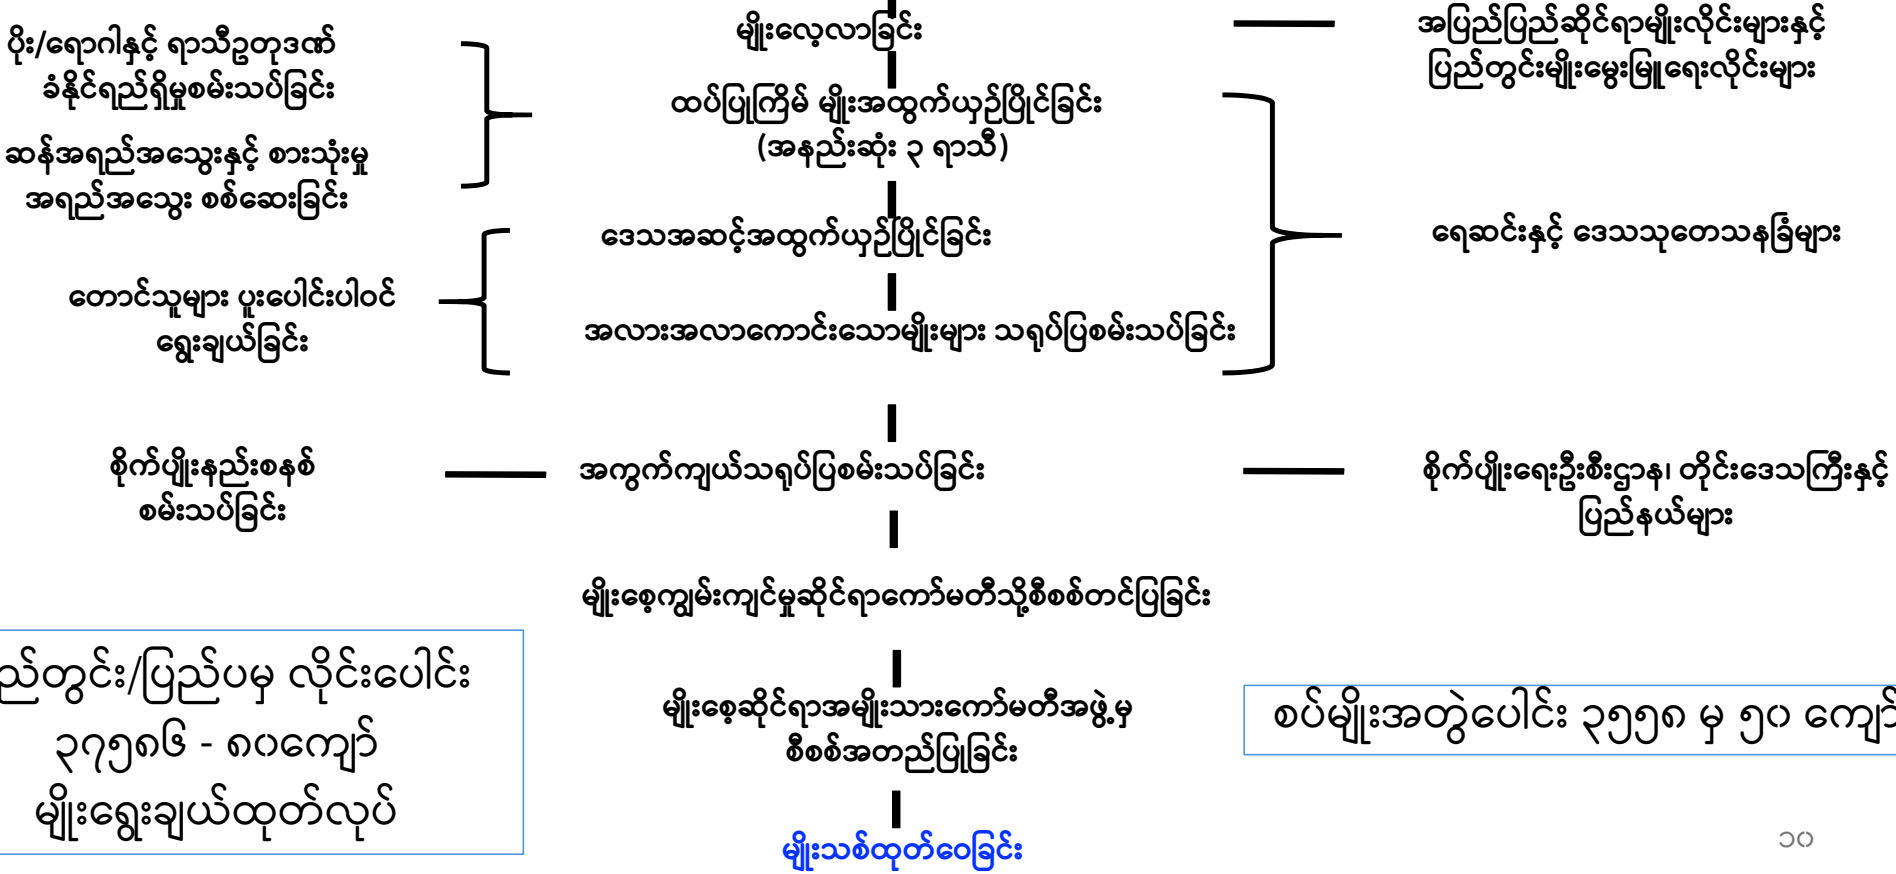 မျိုးလေ့လာခြင်း
အပြည်ပြည်ဆိုင်ရာမျိုးလိုင်းများနှင့်
ပြည်တွင်းမျိုးမွေးမြူရေးလိုင်းများ
ပိုး/ရောဂါနှင့် ရာသီဥတုဒဏ်
ခံနိုင်ရည်ရှိမှုစမ်းသပ်ခြင်း
ထပ်ပြုကြိမ် မျိုးအထွက်ယှဉ်ပြိုင်ခြင်း
(အနည်းဆုံး ၃ ရာသီ)
ဆန်အရည်အသွေးနှင့် စားသုံးမှု
အရည်အသွေး စစ်ဆေးခြင်း
ဒေသအဆင့်အထွက်ယှဉ်ပြိုင်ခြင်း
ရေဆင်းနှင့် ဒေသသုတေသနခြံများ
တောင်သူများ ပူးပေါင်းပါဝင်
ရွေးချယ်ခြင်း
အလားအလာကောင်းသောမျိုးများ သရုပ်ပြစမ်းသပ်ခြင်း
စိုက်ပျိုးနည်းစနစ်
စမ်းသပ်ခြင်း
အကွက်ကျယ်သရုပ်ပြစမ်းသပ်ခြင်း
စိုက်ပျိုးရေးဦးစီးဌာန၊ တိုင်းဒေသကြီးနှင့်
ပြည်နယ်များ
မျိုးစေ့ကျွမ်းကျင်မှုဆိုင်ရာကော်မတီသို့စီစစ်တင်ပြခြင်း
ည်တွင်း/ပြည်ပမှ လိုင်းပေါင်း
၃၇၅၈၆ - ၈၀ကျော်
မျိုးရွေးချယ်ထုတ်လုပ်
မျိုးစေ့ဆိုင်ရာအမျိုးသားကော်မတီအဖွဲ့မှ
စီစစ်အတည်ပြုခြင်း
စပ်မျိုးအတွဲပေါင်း ၃၅၅၈ မှ ၅၀ ကျော်
မျိုးသစ်ထုတ်ဝေခြင်း
၁၀